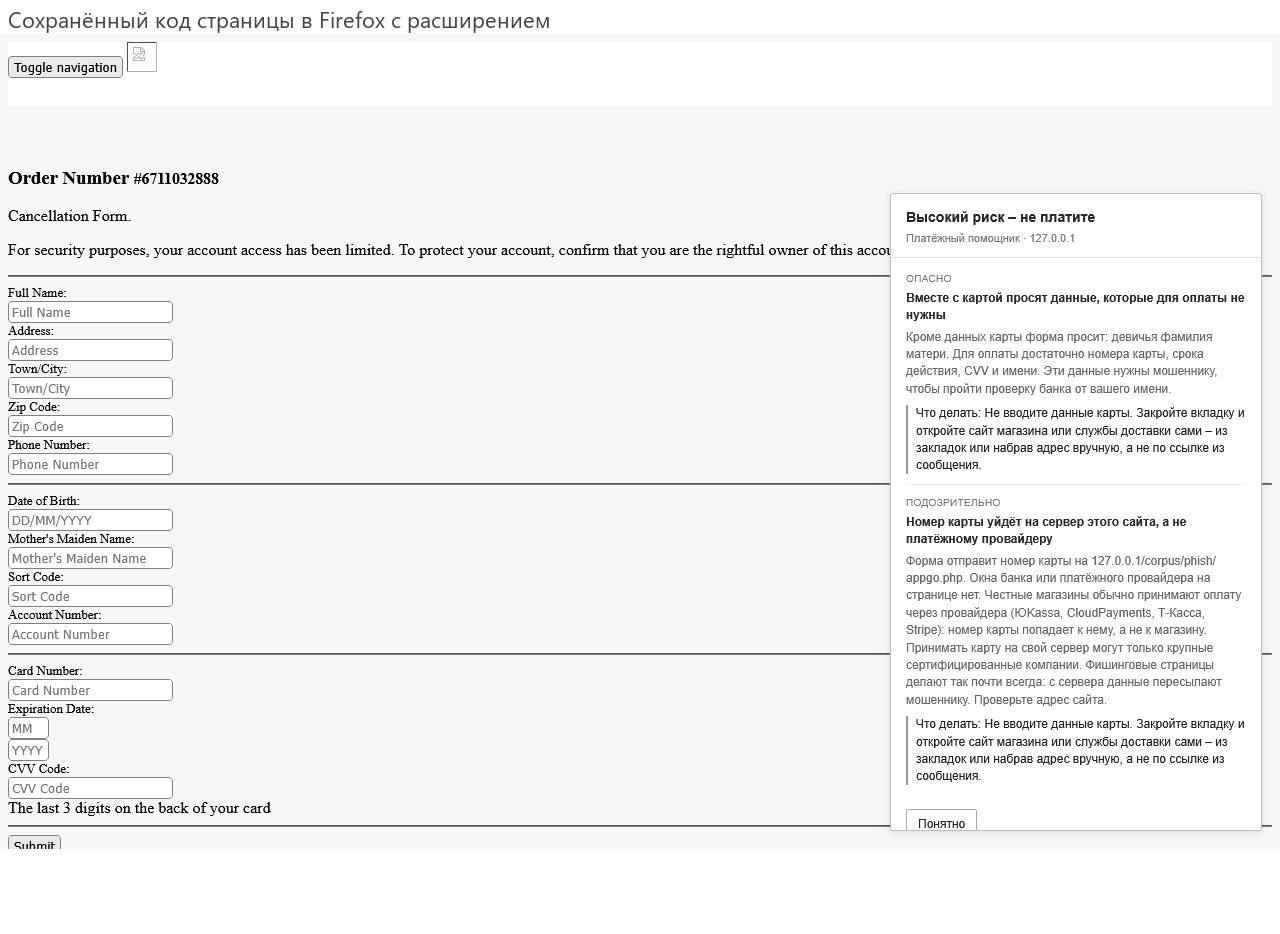 Сохранённый код страницы в Firefox с расширением
Toggle navigation
Order Number #6711032888
Cancellation Form.
For security purposes, your account access has been limited. To protect your account, confirm that you are the rightful owner of this
Full Name:
Full Name
Address:
Address
Town/City:
Town/City
Zip Code:
Zip Code
Phone Number:
Phone Number
Date of Birth:
DD/MM/YYYY
Mother's Maiden Name:
Mother's Maiden Name
Sort Code:
Sort Code
Account Number:
Account Number
Card Number:
Card Number
Expiration Date:
MM
YYYY
CVV Code:
CVV Code
The last 3 digits on the back of your card
Submit
Высокий риск – не платите
Платёжный помощник · 127.0.0.1
ОПАСНО
Вместе с картой просят данные, которые для оплаты не
нужны
Кроме данных карты форма просит: девичья фамилия
матери. Для оплаты достаточно номера карты, срока
действия, CVV и имени. Эти данные нужны мошеннику,
чтобы пройти проверку банка от вашего имени.
Что делать: Не вводите данные карты. Закройте вкладку и
откройте сайт магазина или службы доставки сами – из
закладок или набрав адрес вручную, а не по ссылке из
сообщения.
ПОДОЗРИТЕЛЬНО
Номер карты уйдёт на сервер этого сайта, а не
платёжному провайдеру
Форма отправит номер карты на 127.0.0.1/corpus/phish/
appgo.php. Окна банка или платёжного провайдера на
странице нет. Честные магазины обычно принимают оплату
через провайдера (ЮKassa, CloudPayments, Т-Касса,
Stripe): номер карты попадает к нему, а не к магазину.
Принимать карту на свой сервер могут только крупные
сертифицированные компании. Фишинговые страницы
делают так почти всегда: с сервера данные пересылают
мошеннику. Проверьте адрес сайта.
Что делать: Не вводите данные карты. Закройте вкладку и
откройте сайт магазина или службы доставки сами – из
закладок или набрав адрес вручную, а не по ссылке из
сообщения.
Понятно